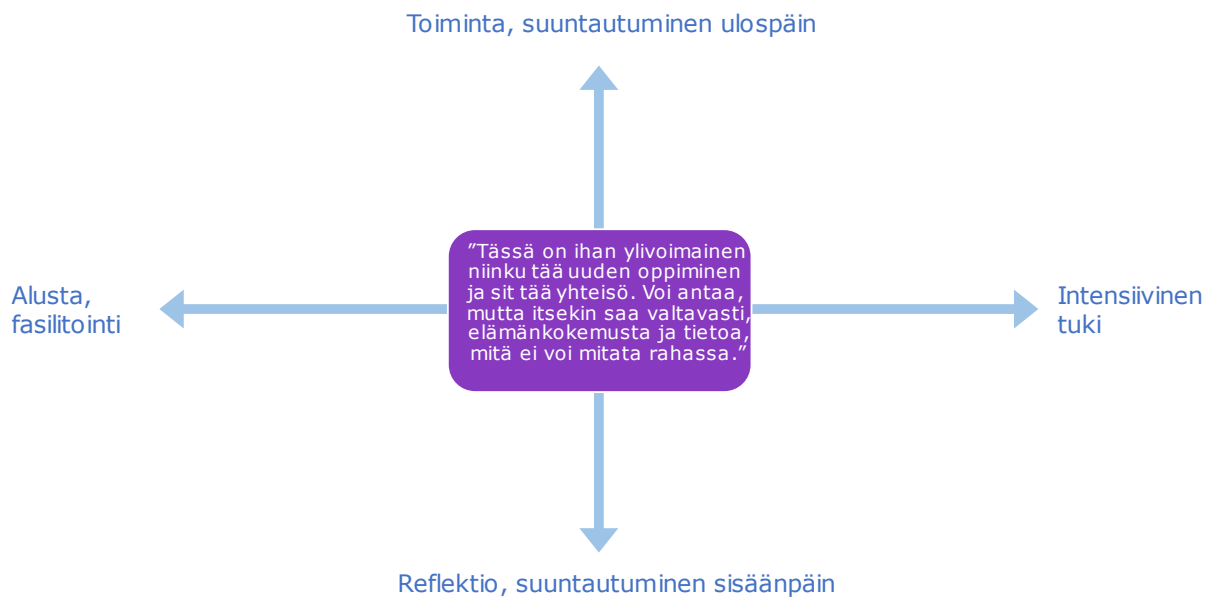 Toiminta, suuntautuminen ulospäin
”Tässä on ihan ylivoimainen
niinku tää uuden oppiminen
ja sit tää yhteisö. Voi antaa,
mutta itsekin saa valtavasti,
elämänkokemusta ja tietoa,
mitä ei voi mitata rahassa.”
Alusta,
fasilitointi
Intensiivinen
tuki
Reflektio, suuntautuminen sisäänpäin